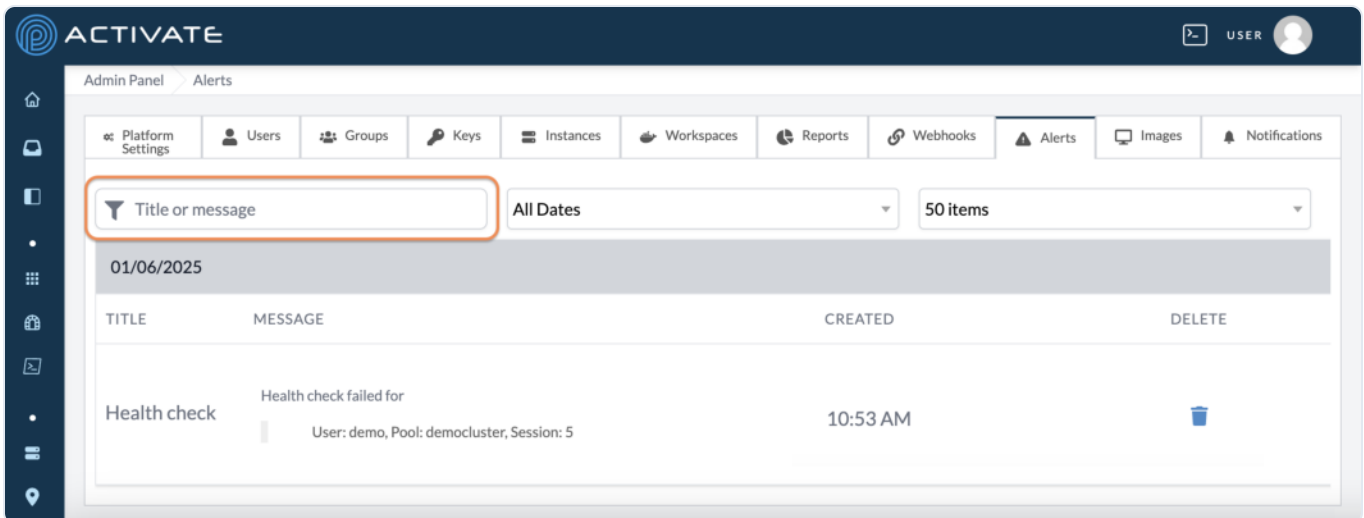 ACTIVATE
USER
Admin Panel
Alerts
Platform Settings
Users
Groups
Keys
Instances
Workspaces
Reports
Webhooks
Alerts
Images
Notifications
Title or message
All Dates
50 items
01/06/2025
TITLE
MESSAGE
CREATED
DELETE
Health check
Health check failed for
User: demo, Pool: democluster, Session: 5
10:53 AM